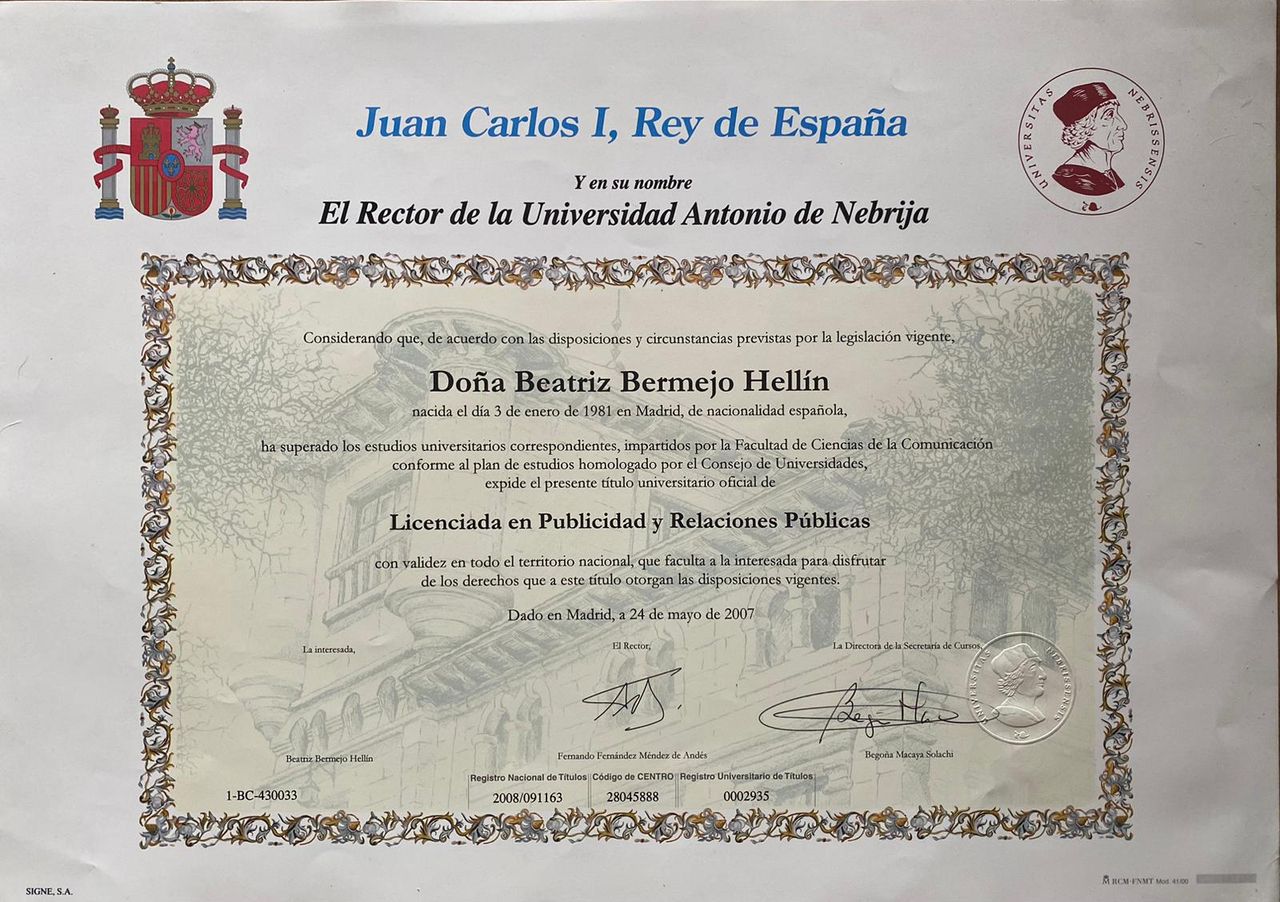 Juan Carlos I, Rey de España
UNIVERSITAS NEBRISSENSIS
Y en su nombre
El Rector de la Universidad Antonio de Nebrija
Considerando que, de acuerdo con las disposiciones y circunstancias previstas por la legislación vigente,
Doña Beatriz Bermejo Hellín
nacida el día 3 de enero de 1981 en Madrid, de nacionalidad española,
ha superado los estudios universitarios correspondientes, impartidos por la Facultad de Ciencias de la Comunicación
conforme al plan de estudios homologado por el Consejo de Universidades,
expide el presente título universitario oficial de
Licenciada en Publicidad y Relaciones Públicas
con validez en todo el territorio nacional, que faculta a la interesada para disfrutar
de los derechos que a este título otorgan las disposiciones vigentes.
Dado en Madrid, a 24 de mayo de 2007
La interesada,
El Rector,
La Directora de la Secretaría de Cursos,
UNIVERSITAS NEBRISSENSIS
Beatriz Bermejo Hellín
Fernando Fernández Méndez de Andés
Begoña Macaya Solachi
Registro Nacional de Títulos Código de CENTRO Registro Universitario de Títulos
1-BC-430033
2008/091163 28045888 0002935
SIGNE, S.A.
RCM-FNMT Mod. 41/00